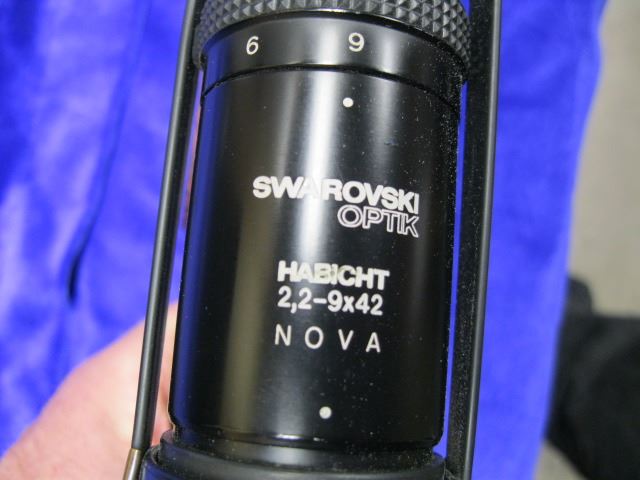 6 9
SWAROVSKI
OPTIK
HABICHT
2,2-9x42
NOVA